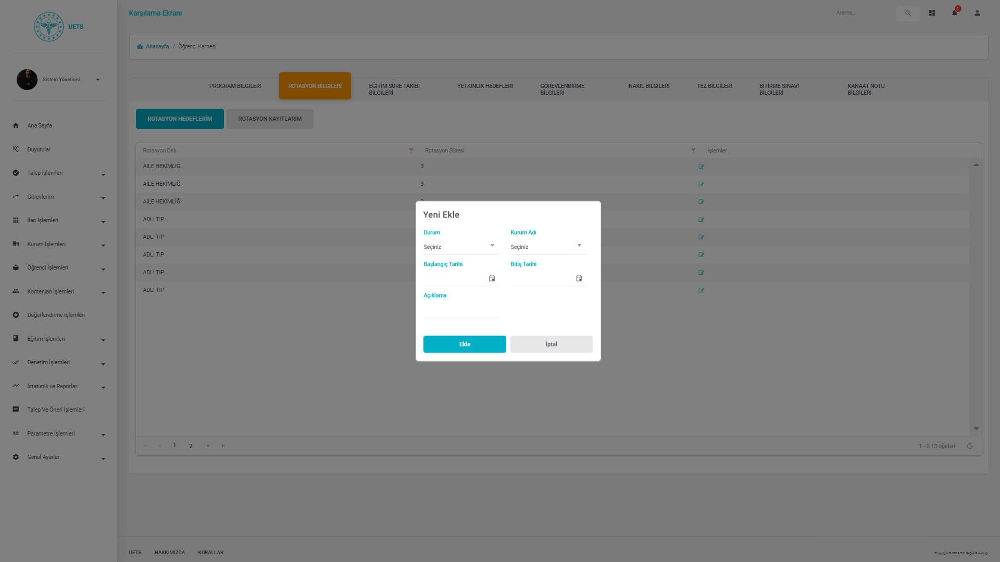 UETS
Karşılama Ekranı
Arama...
1
Anasayfa / Öğrenci Karnesi
Sistem Yöneticisi
PROGRAM BİLGİLERİ
ROTASYON BİLGİLERİ
EĞİTİM SÜRE TAKİBİ
BİLGİLERİ
YETKİNLİK HEDEFLERİ
GÖREVLENDİRME
BİLGİLERİ
NAKİL BİLGİLERİ
TEZ BİLGİLERİ
BİTİRME SINAVI
BİLGİLERİ
KANAAT NOTU
BİLGİLERİ
ROTASYON HEDEFLERİM
ROTASYON KAYITLARIM
Ana Sayfa
Duyurular
Talep İşlemleri
Görevlerim
İlan İşlemleri
Kurum İşlemleri
Öğrenci İşlemleri
Kontenjan İşlemleri
Değerlendirme İşlemleri
Eğitim İşlemleri
Denetim İşlemleri
İstatistik ve Raporlar
Talep Ve Öneri İşlemleri
Parametre İşlemleri
Genel Ayarlar
Rotasyon Dalı
Rotasyon Süresi
İşlemler
AİLE HEKİMLİĞİ 3
AİLE HEKİMLİĞİ 3
AİLE HEKİMLİĞİ
ADLİ TIP
ADLİ TIP
ADLİ TIP
ADLİ TIP
ADLİ TIP
Yeni Ekle
Durum
Kurum Adı
Seçiniz
Seçiniz
Başlangıç Tarihi
Bitiş Tarihi
Açıklama
Ekle
İptal
1 2
1 - 8 13 öğeleri
UETS HAKKIMIZDA KURALLAR
Copyright © 2019 T.C. Sağlık Bakanlığı